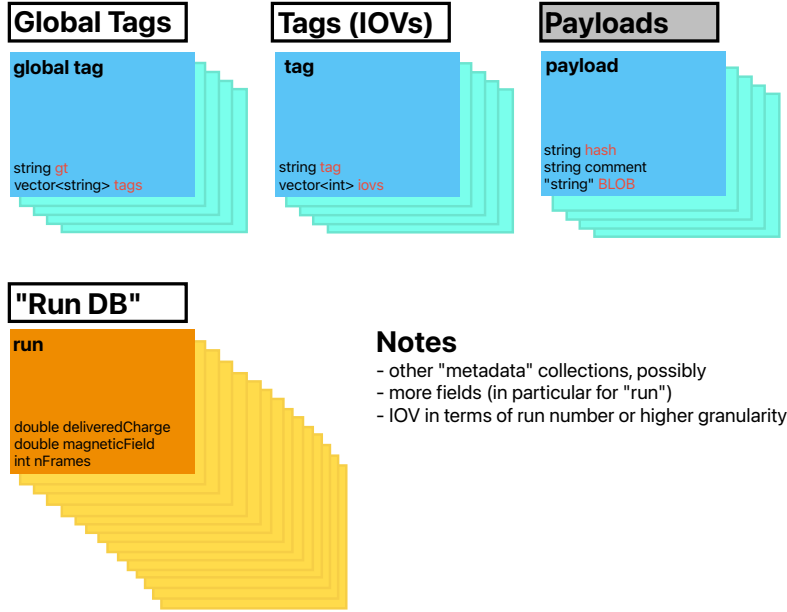 Global Tags
global tag
string gt
vector<string> tags
Tags (IOVs)
tag
string tag
vector<int> iovs
Payloads
payload
string hash
string comment
"string" BLOB
"Run DB"
run
double deliveredCharge
double magneticField
int nFrames
Notes
- other "metadata" collections, possibly
- more fields (in particular for "run")
- IOV in terms of run number or higher granularity